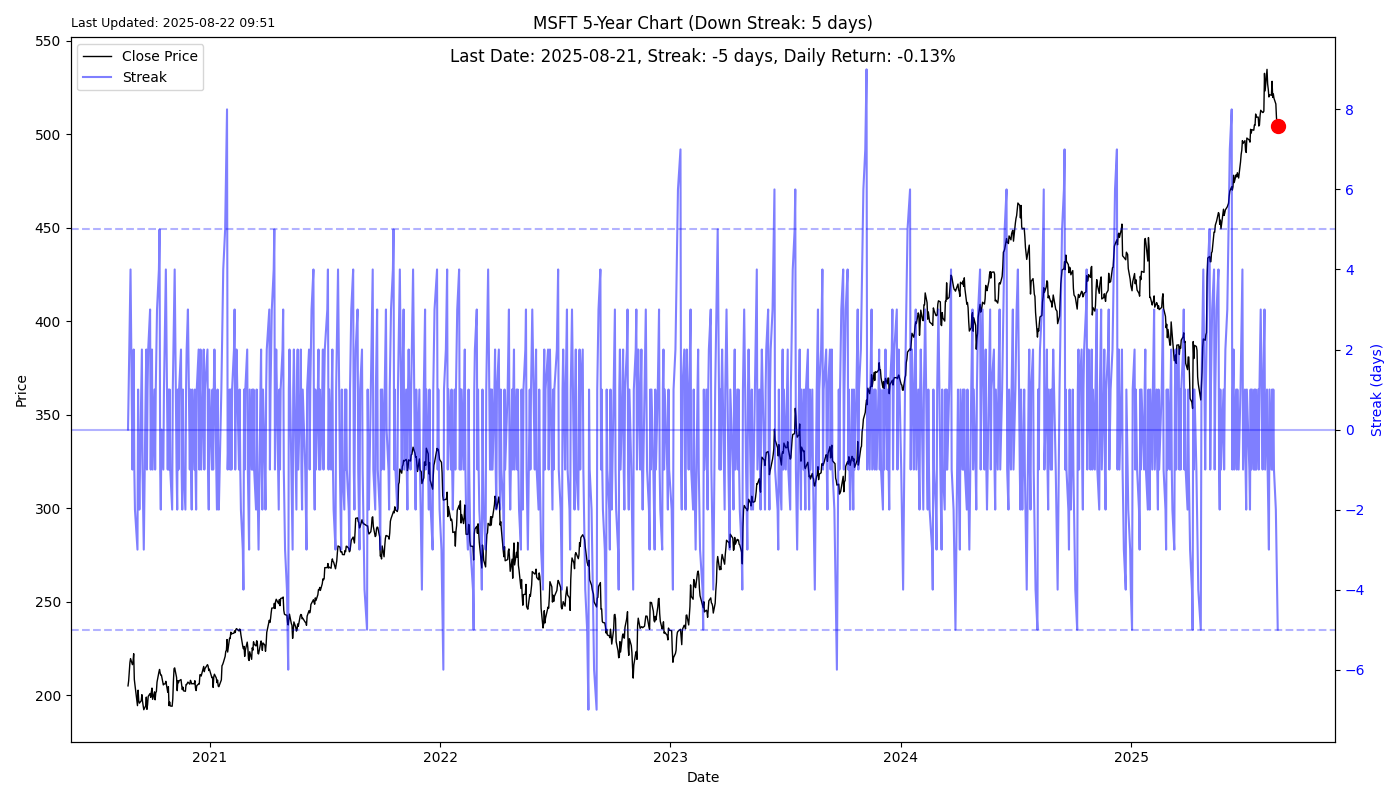 Last Updated: 2025-08-22 09:51
MSFT 5-Year Chart (Down Streak: 5 days)
Last Date: 2025-08-21, Streak: -5 days, Daily Return: -0.13%
Close Price
Streak
550
500
450
400
350
300
250
200
Price
8
6
4
2
0
−2
−4
−6
Streak (days)
2021 2022 2023 2024 2025
Date